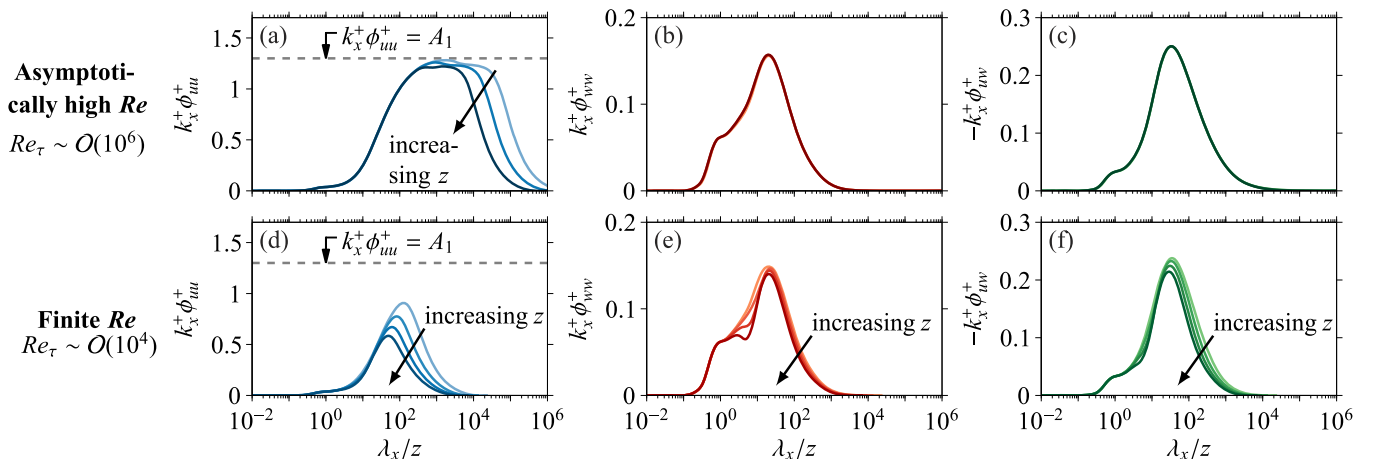 Asymptoti-
cally high Re
Re_τ ~ O(10^6)
(a)
k_x^+ϕ_uu^+ = A_1
k_x^+ϕ_uu^+
1.5
1
0.5
0
increa-
sing z
(b)
k_x^+ϕ_ww^+
0.2
0.1
0
(c)
−k_x^+ϕ_uw^+
0.3
0.2
0.1
0
Finite Re
Re_τ ~ O(10^4)
(d)
k_x^+ϕ_uu^+ = A_1
k_x^+ϕ_uu^+
1.5
1
0.5
0
increasing z
10^−2 10^0 10^2 10^4 10^6
λ_x/z
(e)
k_x^+ϕ_ww^+
0.2
0.1
0
increasing z
10^−2 10^0 10^2 10^4 10^6
λ_x/z
(f)
−k_x^+ϕ_uw^+
0.3
0.2
0.1
0
increasing z
10^−2 10^0 10^2 10^4 10^6
λ_x/z